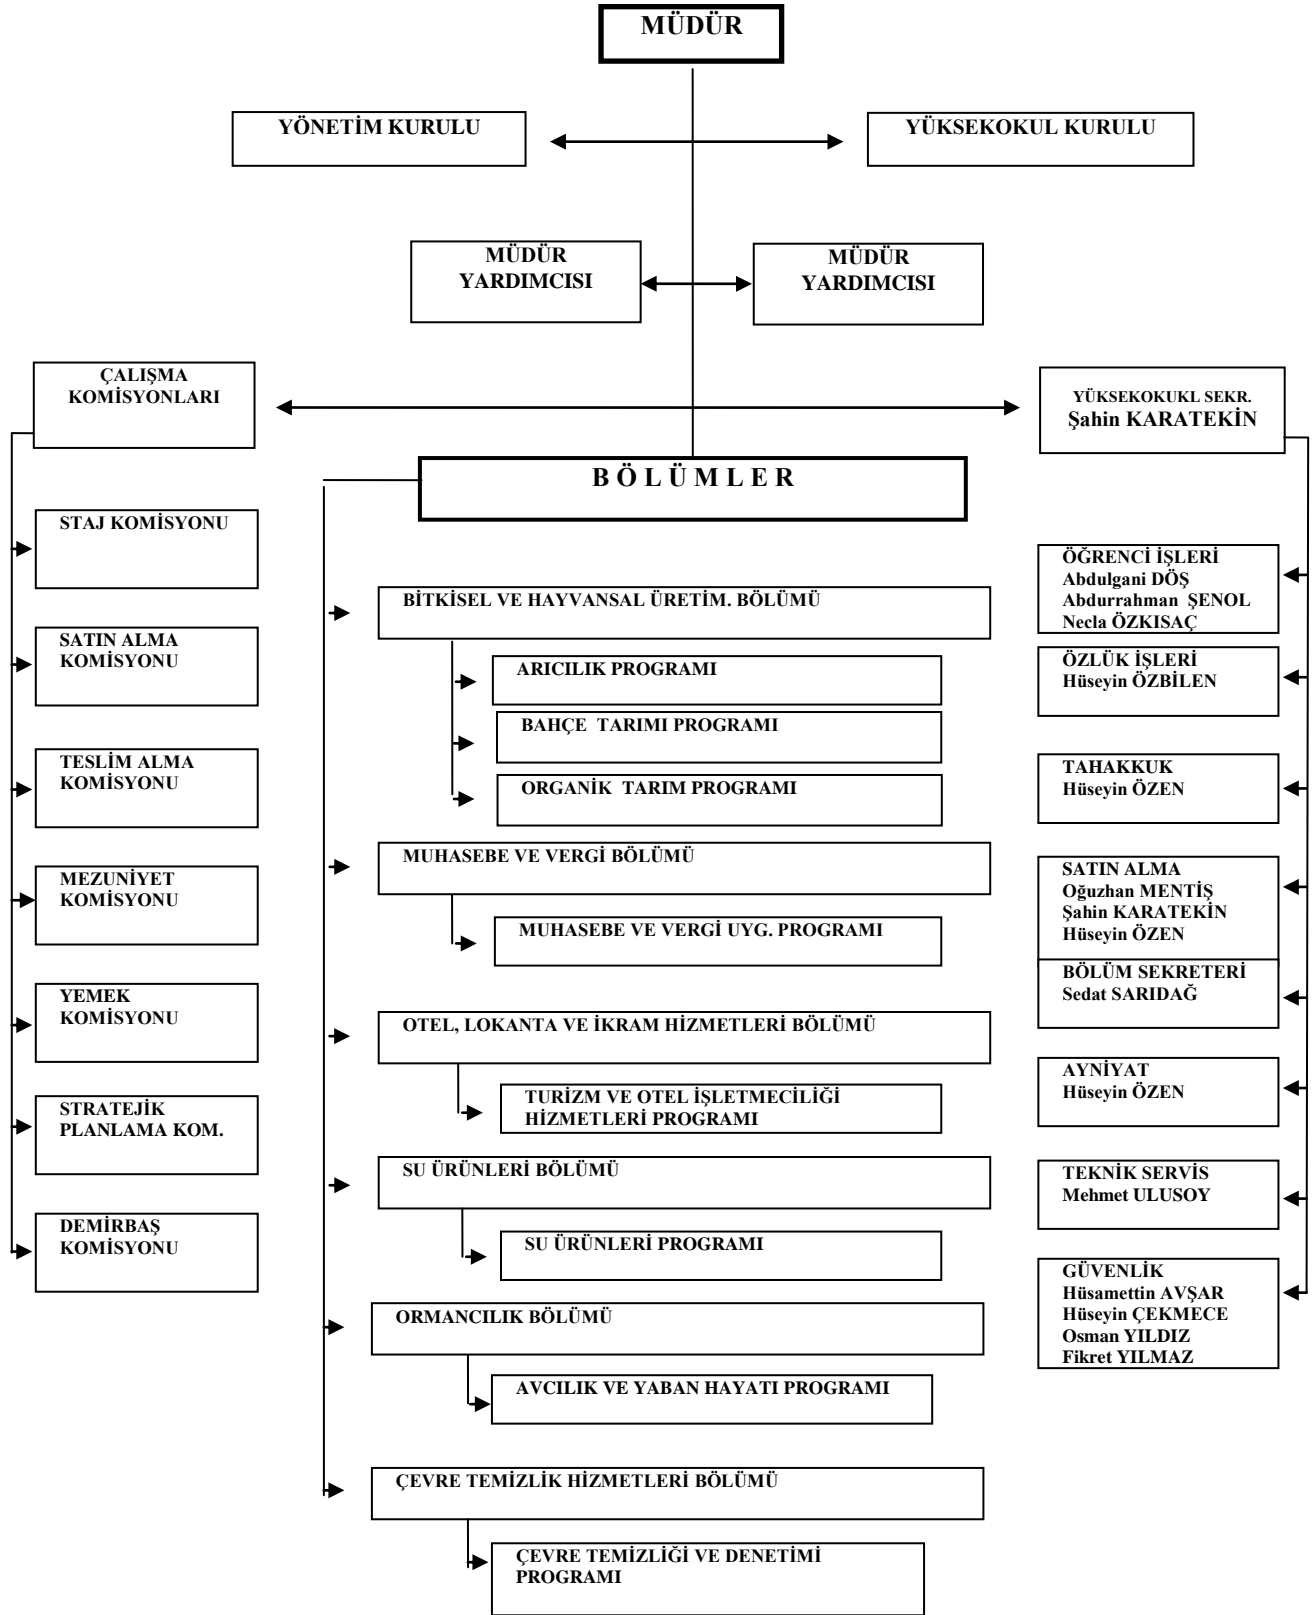 MÜDÜR
YÖNETİM KURULU
YÜKSEKOKUL KURULU
MÜDÜR
YARDIMCISI
MÜDÜR
YARDIMCISI
ÇALIŞMA
KOMİSYONLARI
YÜKSEKOKUKL SEKR.
Şahin KARATEKİN
B Ö L Ü M L E R
STAJ KOMİSYONU
SATIN ALMA
KOMİSYONU
TESLİM ALMA
KOMİSYONU
MEZUNİYET
KOMİSYONU
YEMEK
KOMİSYONU
STRATEJİK
PLANLAMA KOM.
DEMİRBAŞ
KOMİSYONU
BİTKİSEL VE HAYVANSAL ÜRETİM. BÖLÜMÜ
ARICILIK PROGRAMI
BAHÇE  TARIMI PROGRAMI
ORGANİK  TARIM PROGRAMI
MUHASEBE VE VERGİ BÖLÜMÜ
MUHASEBE VE VERGİ UYG. PROGRAMI
OTEL, LOKANTA VE İKRAM HİZMETLERİ BÖLÜMÜ
TURİZM VE OTEL İŞLETMECİLİĞİ
HİZMETLERİ PROGRAMI
SU ÜRÜNLERİ BÖLÜMÜ
SU ÜRÜNLERİ PROGRAMI
ORMANCILIK BÖLÜMÜ
AVCILIK VE YABAN HAYATI PROGRAMI
ÇEVRE TEMİZLİK HİZMETLERİ BÖLÜMÜ
ÇEVRE TEMİZLİĞİ VE DENETİMİ
PROGRAMI
ÖĞRENCİ İŞLERİ
Abdulgani DÖŞ
Abdurrahman  ŞENOL
Necla ÖZKISAÇ
ÖZLÜK İŞLERİ
Hüseyin ÖZBİLEN
TAHAKKUK
Hüseyin ÖZEN
SATIN ALMA
Oğuzhan MENTİŞ
Şahin KARATEKİN
Hüseyin ÖZEN
BÖLÜM SEKRETERİ
Sedat SARIDAĞ
AYNİYAT
Hüseyin ÖZEN
TEKNİK SERVİS
Mehmet ULUSOY
GÜVENLİK
Hüsamettin AVŞAR
Hüseyin ÇEKMECE
Osman YILDIZ
Fikret YILMAZ